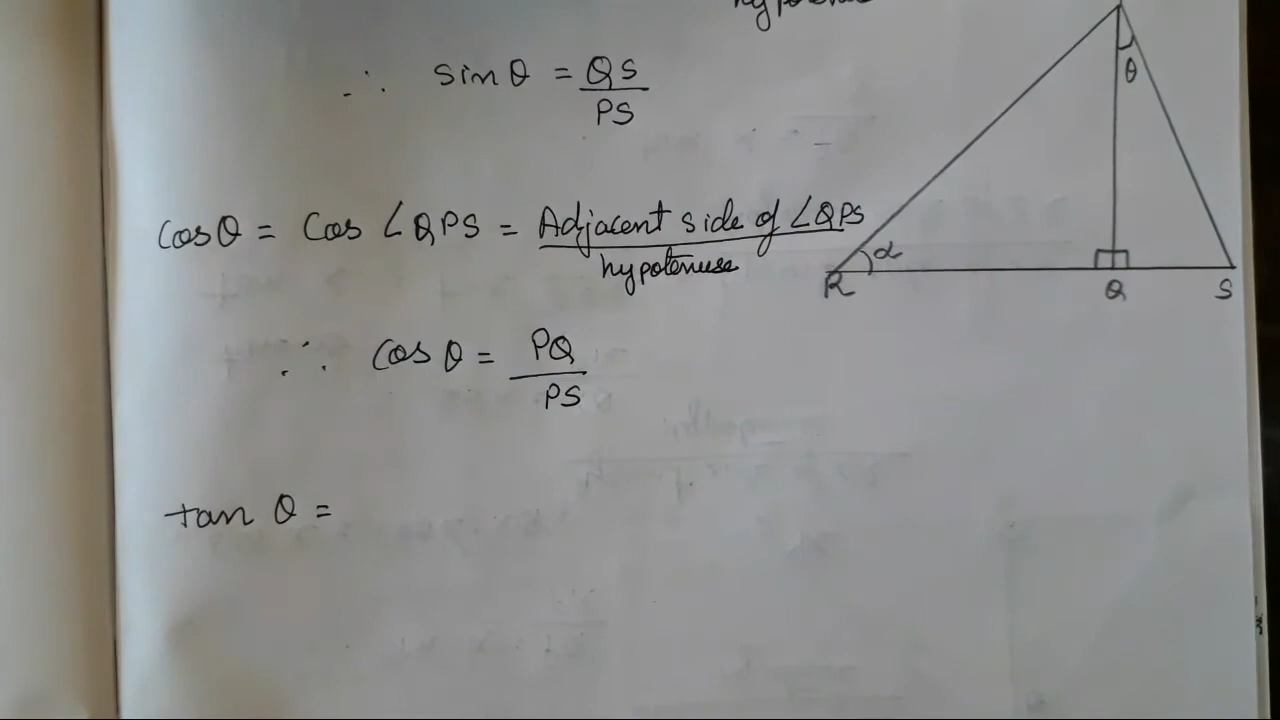 ∴ sin θ = QS / PS
cos θ = cos ∠QPS = Adjacent side of ∠QPS / hypotenuse
∴ cos θ = PQ / PS
tan θ =
θ
α
R Q S